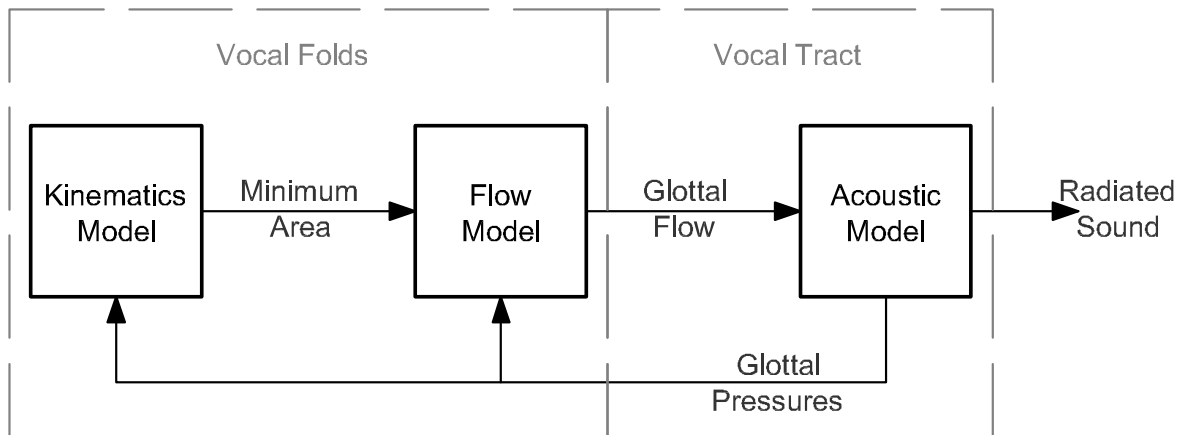 Vocal Folds
Vocal Tract
Kinematics
Model
Minimum
Area
Flow
Model
Glottal
Flow
Acoustic
Model
Radiated
Sound
Glottal
Pressures